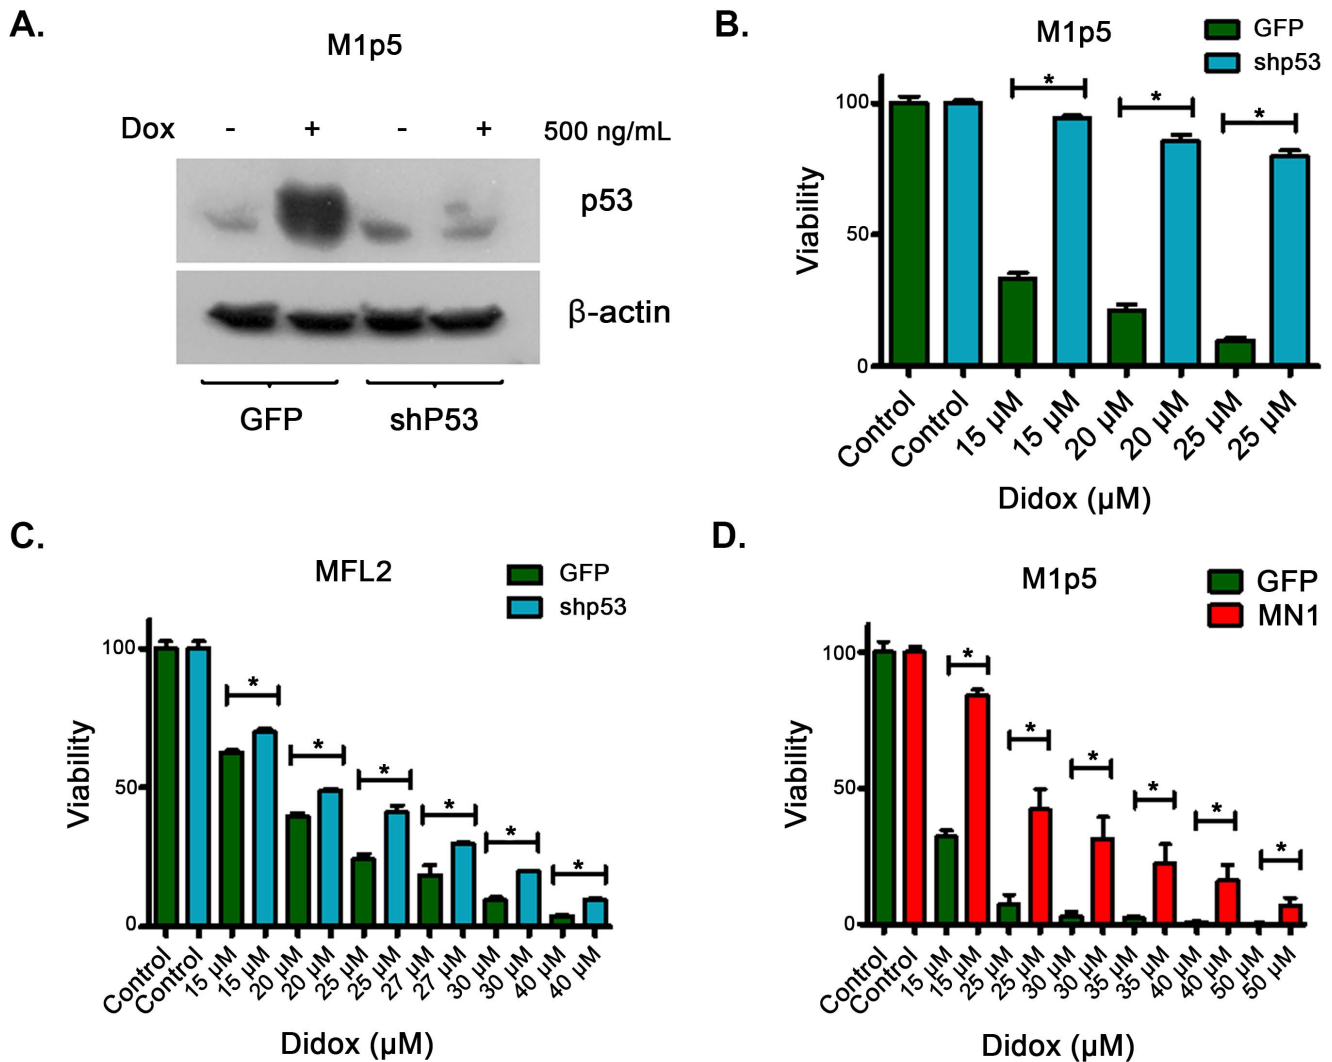 A.
M1p5
Dox - + - + 500 ng/mL
p53
β-actin
GFP shP53
B.
M1p5
GFP
shp53
*
*
*
100
50
0
Viability
Control Control 15 µM 15 µM 20 µM 20 µM 25 µM 25 µM
Didox (µM)
C.
MFL2
GFP
shp53
*
*
*
*
*
*
100
50
0
Viability
Control Control 15 µM 15 µM 20 µM 20 µM 25 µM 25 µM 27 µM 27 µM 30 µM 30 µM 40 µM 40 µM
Didox (µM)
D.
M1p5
GFP
MN1
*
*
*
*
*
*
100
50
0
Viability
Control Control 15 µM 15 µM 25 µM 25 µM 30 µM 30 µM 35 µM 35 µM 40 µM 40 µM 50 µM 50 µM
Didox (µM)